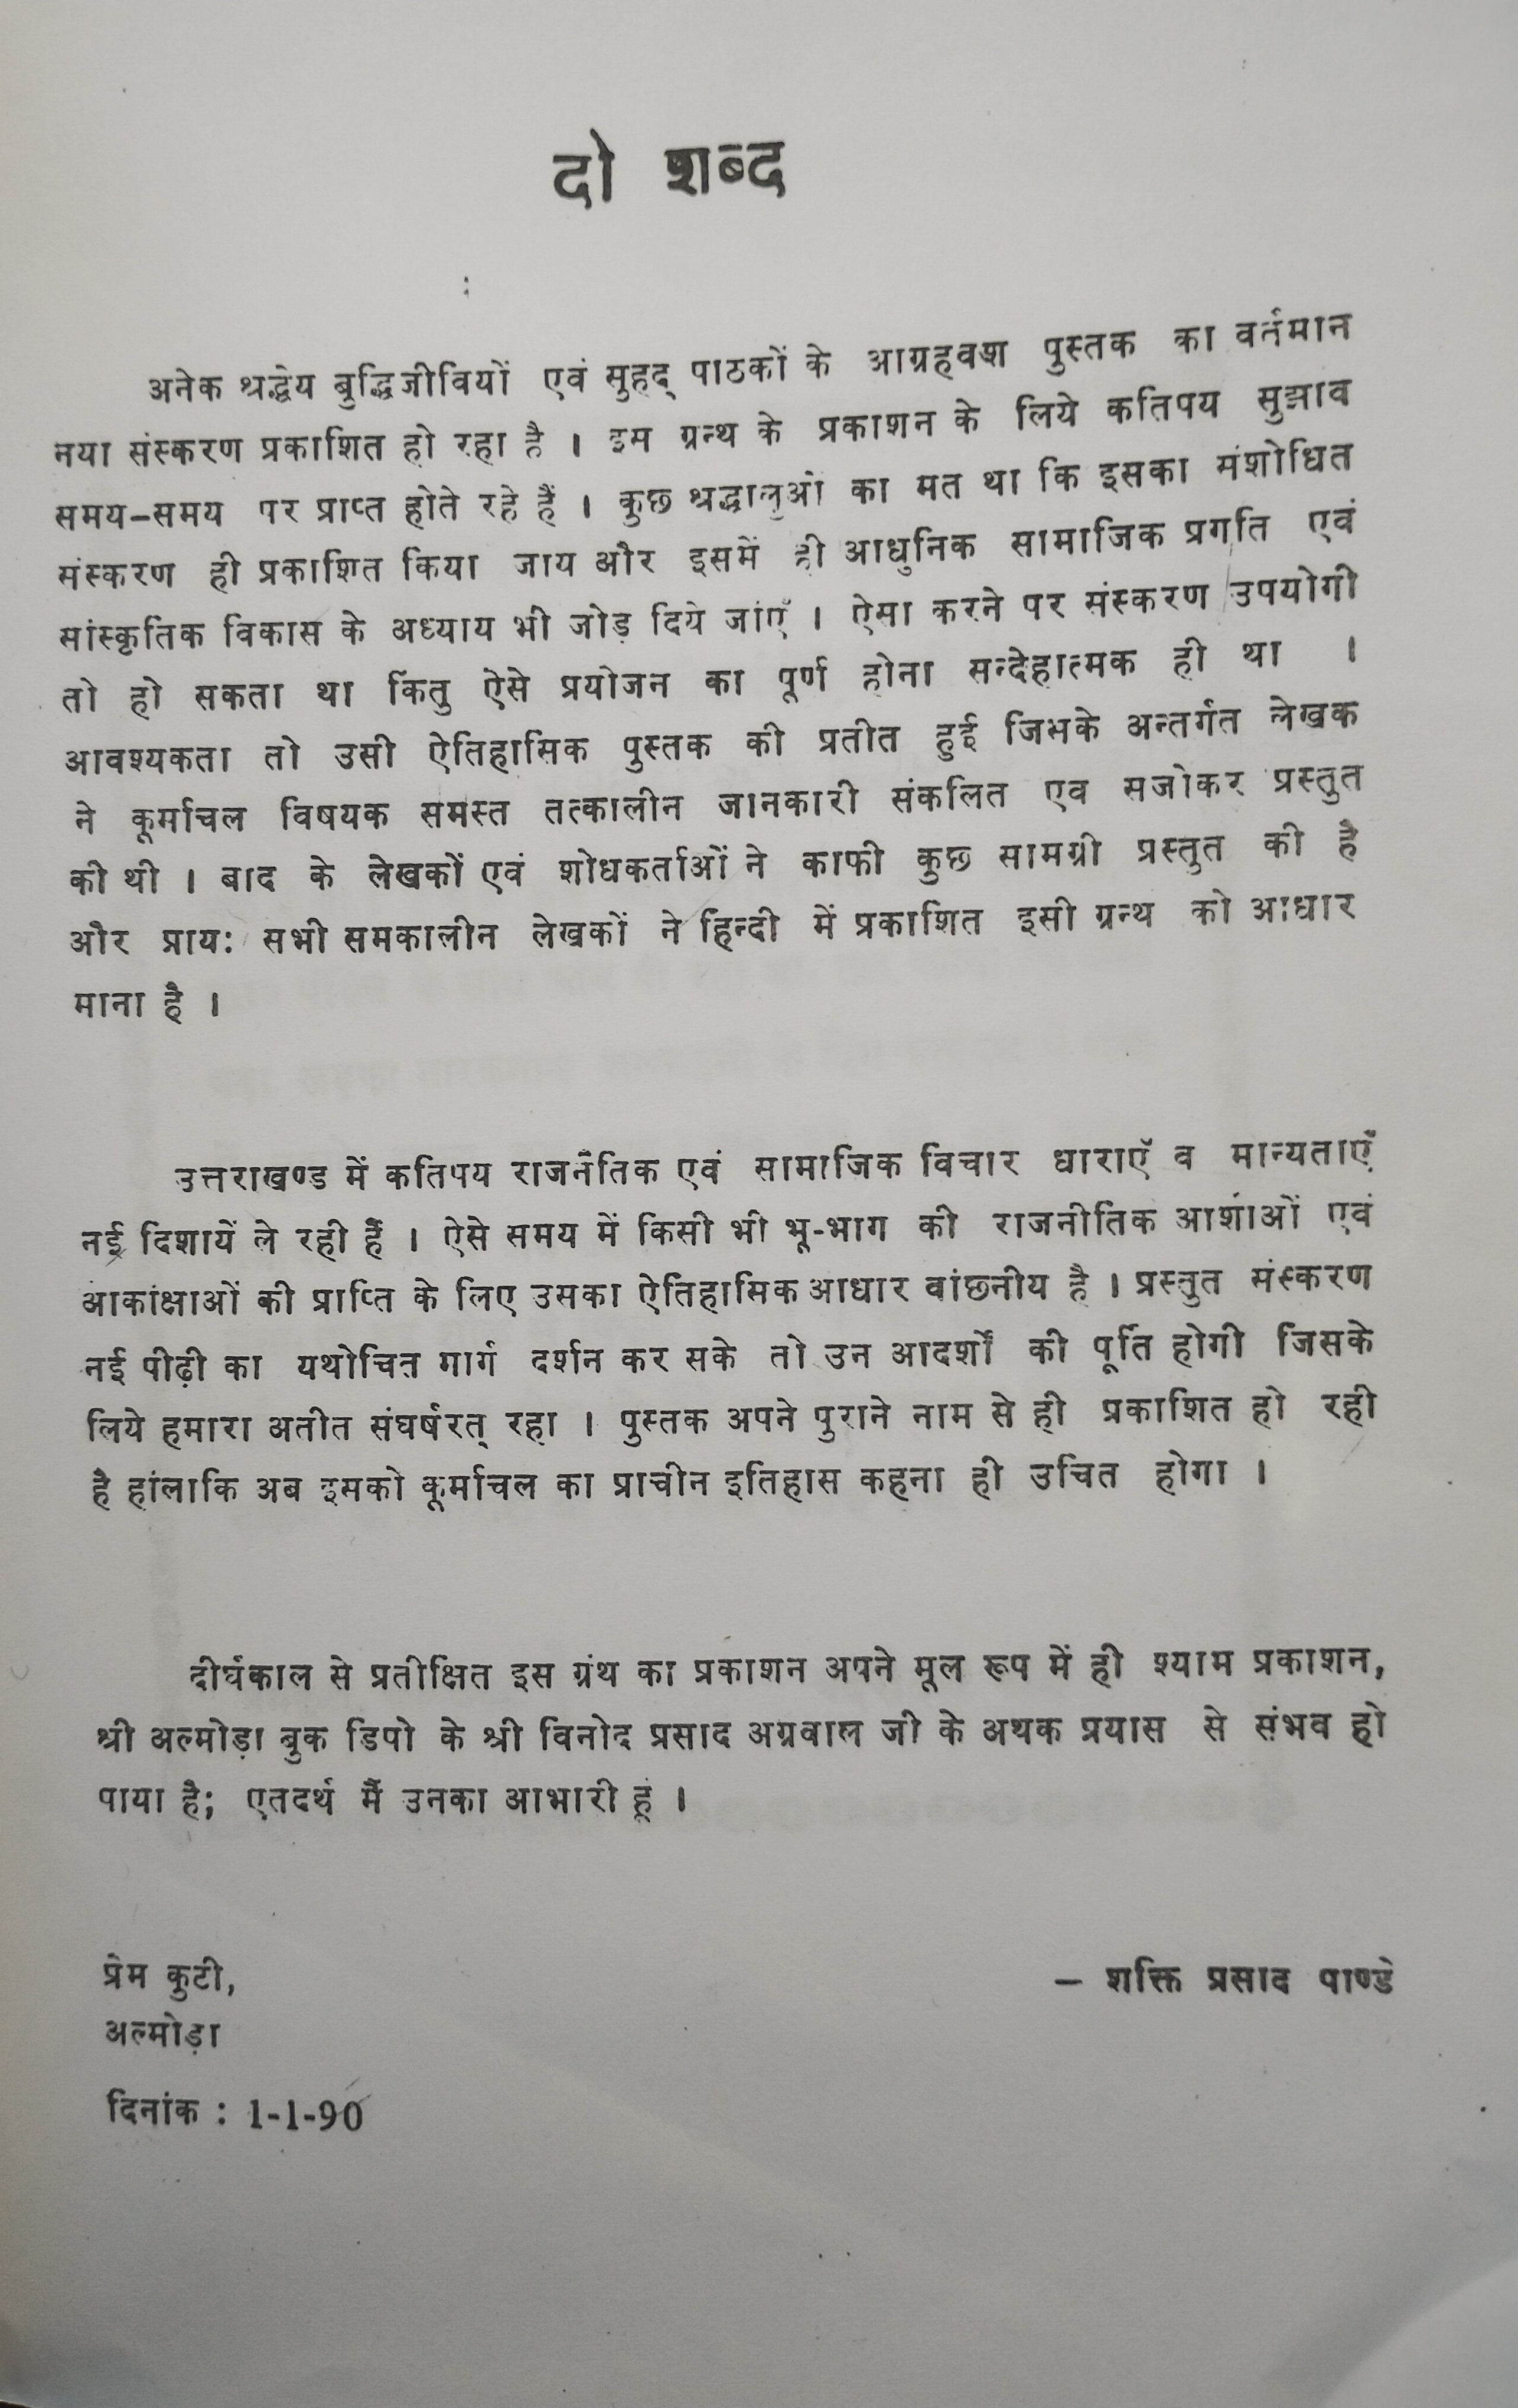 दो शब्द
अनेक श्रद्धेय बुद्धिजीवियों एवं सुहृद् पाठकों के आग्रहवश पुस्तक का वर्तमान
नया संस्करण प्रकाशित हो रहा है । इस ग्रन्थ के प्रकाशन के लिये कतिपय सुझाव
समय-समय पर प्राप्त होते रहे हैं । कुछ श्रद्धालुओं का मत था कि इसका संशोधित
संस्करण ही प्रकाशित किया जाय और इसमें ही आधुनिक सामाजिक प्रगति एवं
सांस्कृतिक विकास के अध्याय भी जोड़ दिये जांएँ । ऐसा करने पर संस्करण उपयोगी
तो हो सकता था किंतु ऐसे प्रयोजन का पूर्ण होना सन्देहात्मक ही था ।
आवश्यकता तो उसी ऐतिहासिक पुस्तक की प्रतीत हुई जिसके अन्तर्गत लेखक
ने कूर्माचल विषयक समस्त तत्कालीन जानकारी संकलित एव सजोकर प्रस्तुत
की थी । बाद के लेखकों एवं शोधकर्ताओं ने काफी कुछ सामग्री प्रस्तुत की है
और प्राय: सभी समकालीन लेखकों ने हिन्दी में प्रकाशित इसी ग्रन्थ को आधार
माना है ।
उत्तराखण्ड में कतिपय राजनैतिक एवं सामाजिक विचार धाराएँ व मान्यताएँ
नई दिशायें ले रही हैं । ऐसे समय में किसी भी भू-भाग की राजनीतिक आशाओं एवं
आकांक्षाओं की प्राप्ति के लिए उसका ऐतिहासिक आधार वांछनीय है । प्रस्तुत संस्करण
नई पीढ़ी का यथोचित मार्ग दर्शन कर सके तो उन आदर्शों की पूर्ति होगी जिसके
लिये हमारा अतीत संघर्षरत् रहा । पुस्तक अपने पुराने नाम से ही प्रकाशित हो रही
है हांलाकि अब इसको कूर्माचल का प्राचीन इतिहास कहना ही उचित होगा ।
दीर्घकाल से प्रतीक्षित इस ग्रंथ का प्रकाशन अपने मूल रूप में ही श्याम प्रकाशन,
श्री अल्मोड़ा बुक डिपो के श्री विनोद प्रसाद अग्रवाल जी के अथक प्रयास से संभव हो
पाया है; एतदर्थ मैं उनका आभारी हूं ।
प्रेम कुटी,
– शक्ति प्रसाद पाण्डे
अल्मोड़ा
दिनांक : 1-1-90